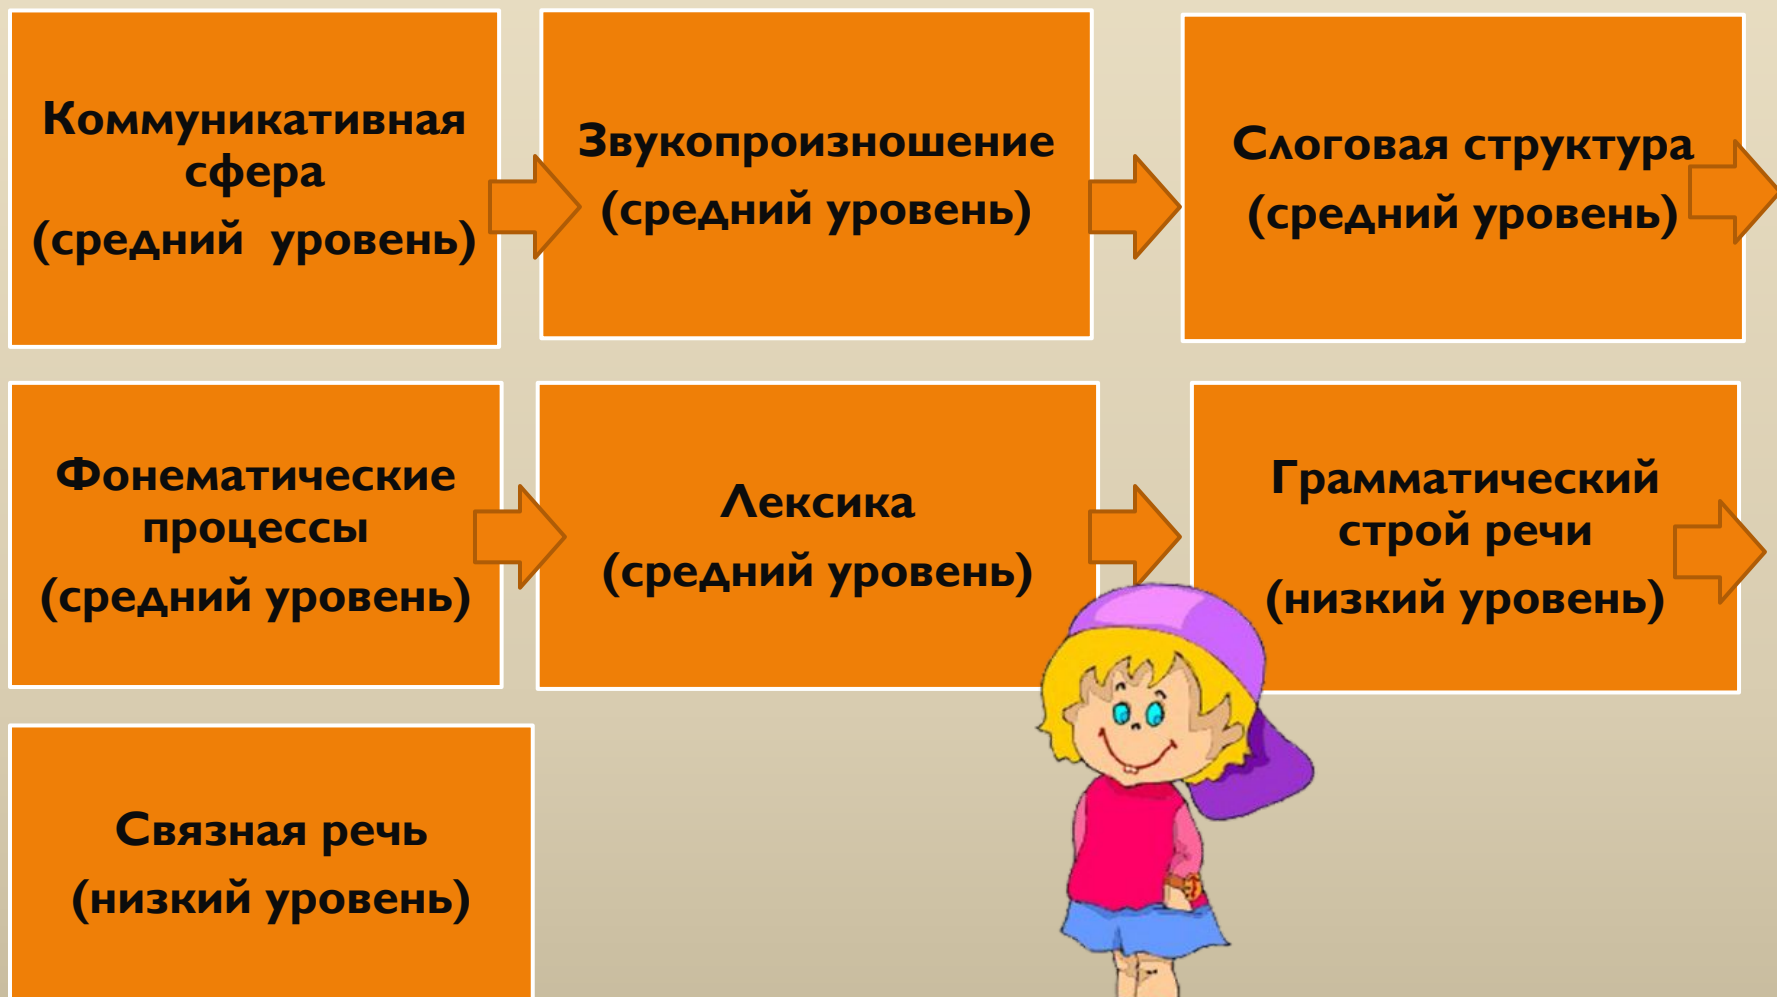 Коммуникативная
сфера
(средний уровень)
Звукопроизношение
(средний уровень)
Слоговая структура
(средний уровень)
Фонематические
процессы
(средний уровень)
Лексика
(средний уровень)
Грамматический
строй речи
(низкий уровень)
Связная речь
(низкий уровень)